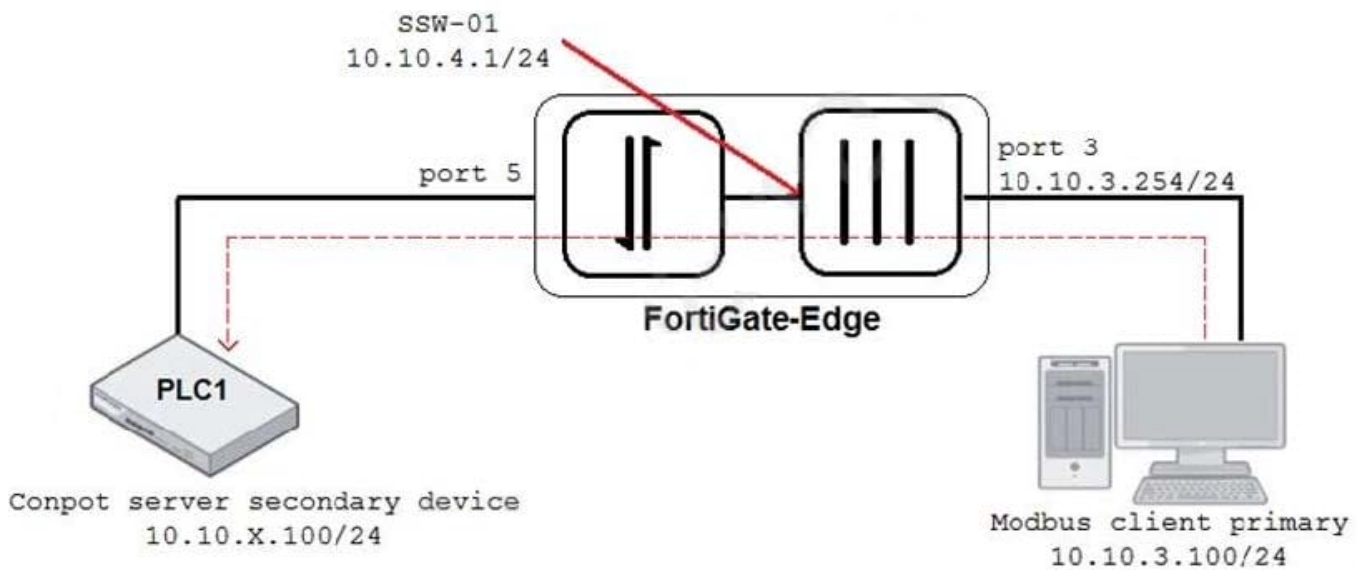 SSW-01
10.10.4.1/24
port 5
port 3
10.10.3.254/24
FortiGate-Edge
PLC1
Conpot server secondary device
10.10.X.100/24
Modbus client primary
10.10.3.100/24